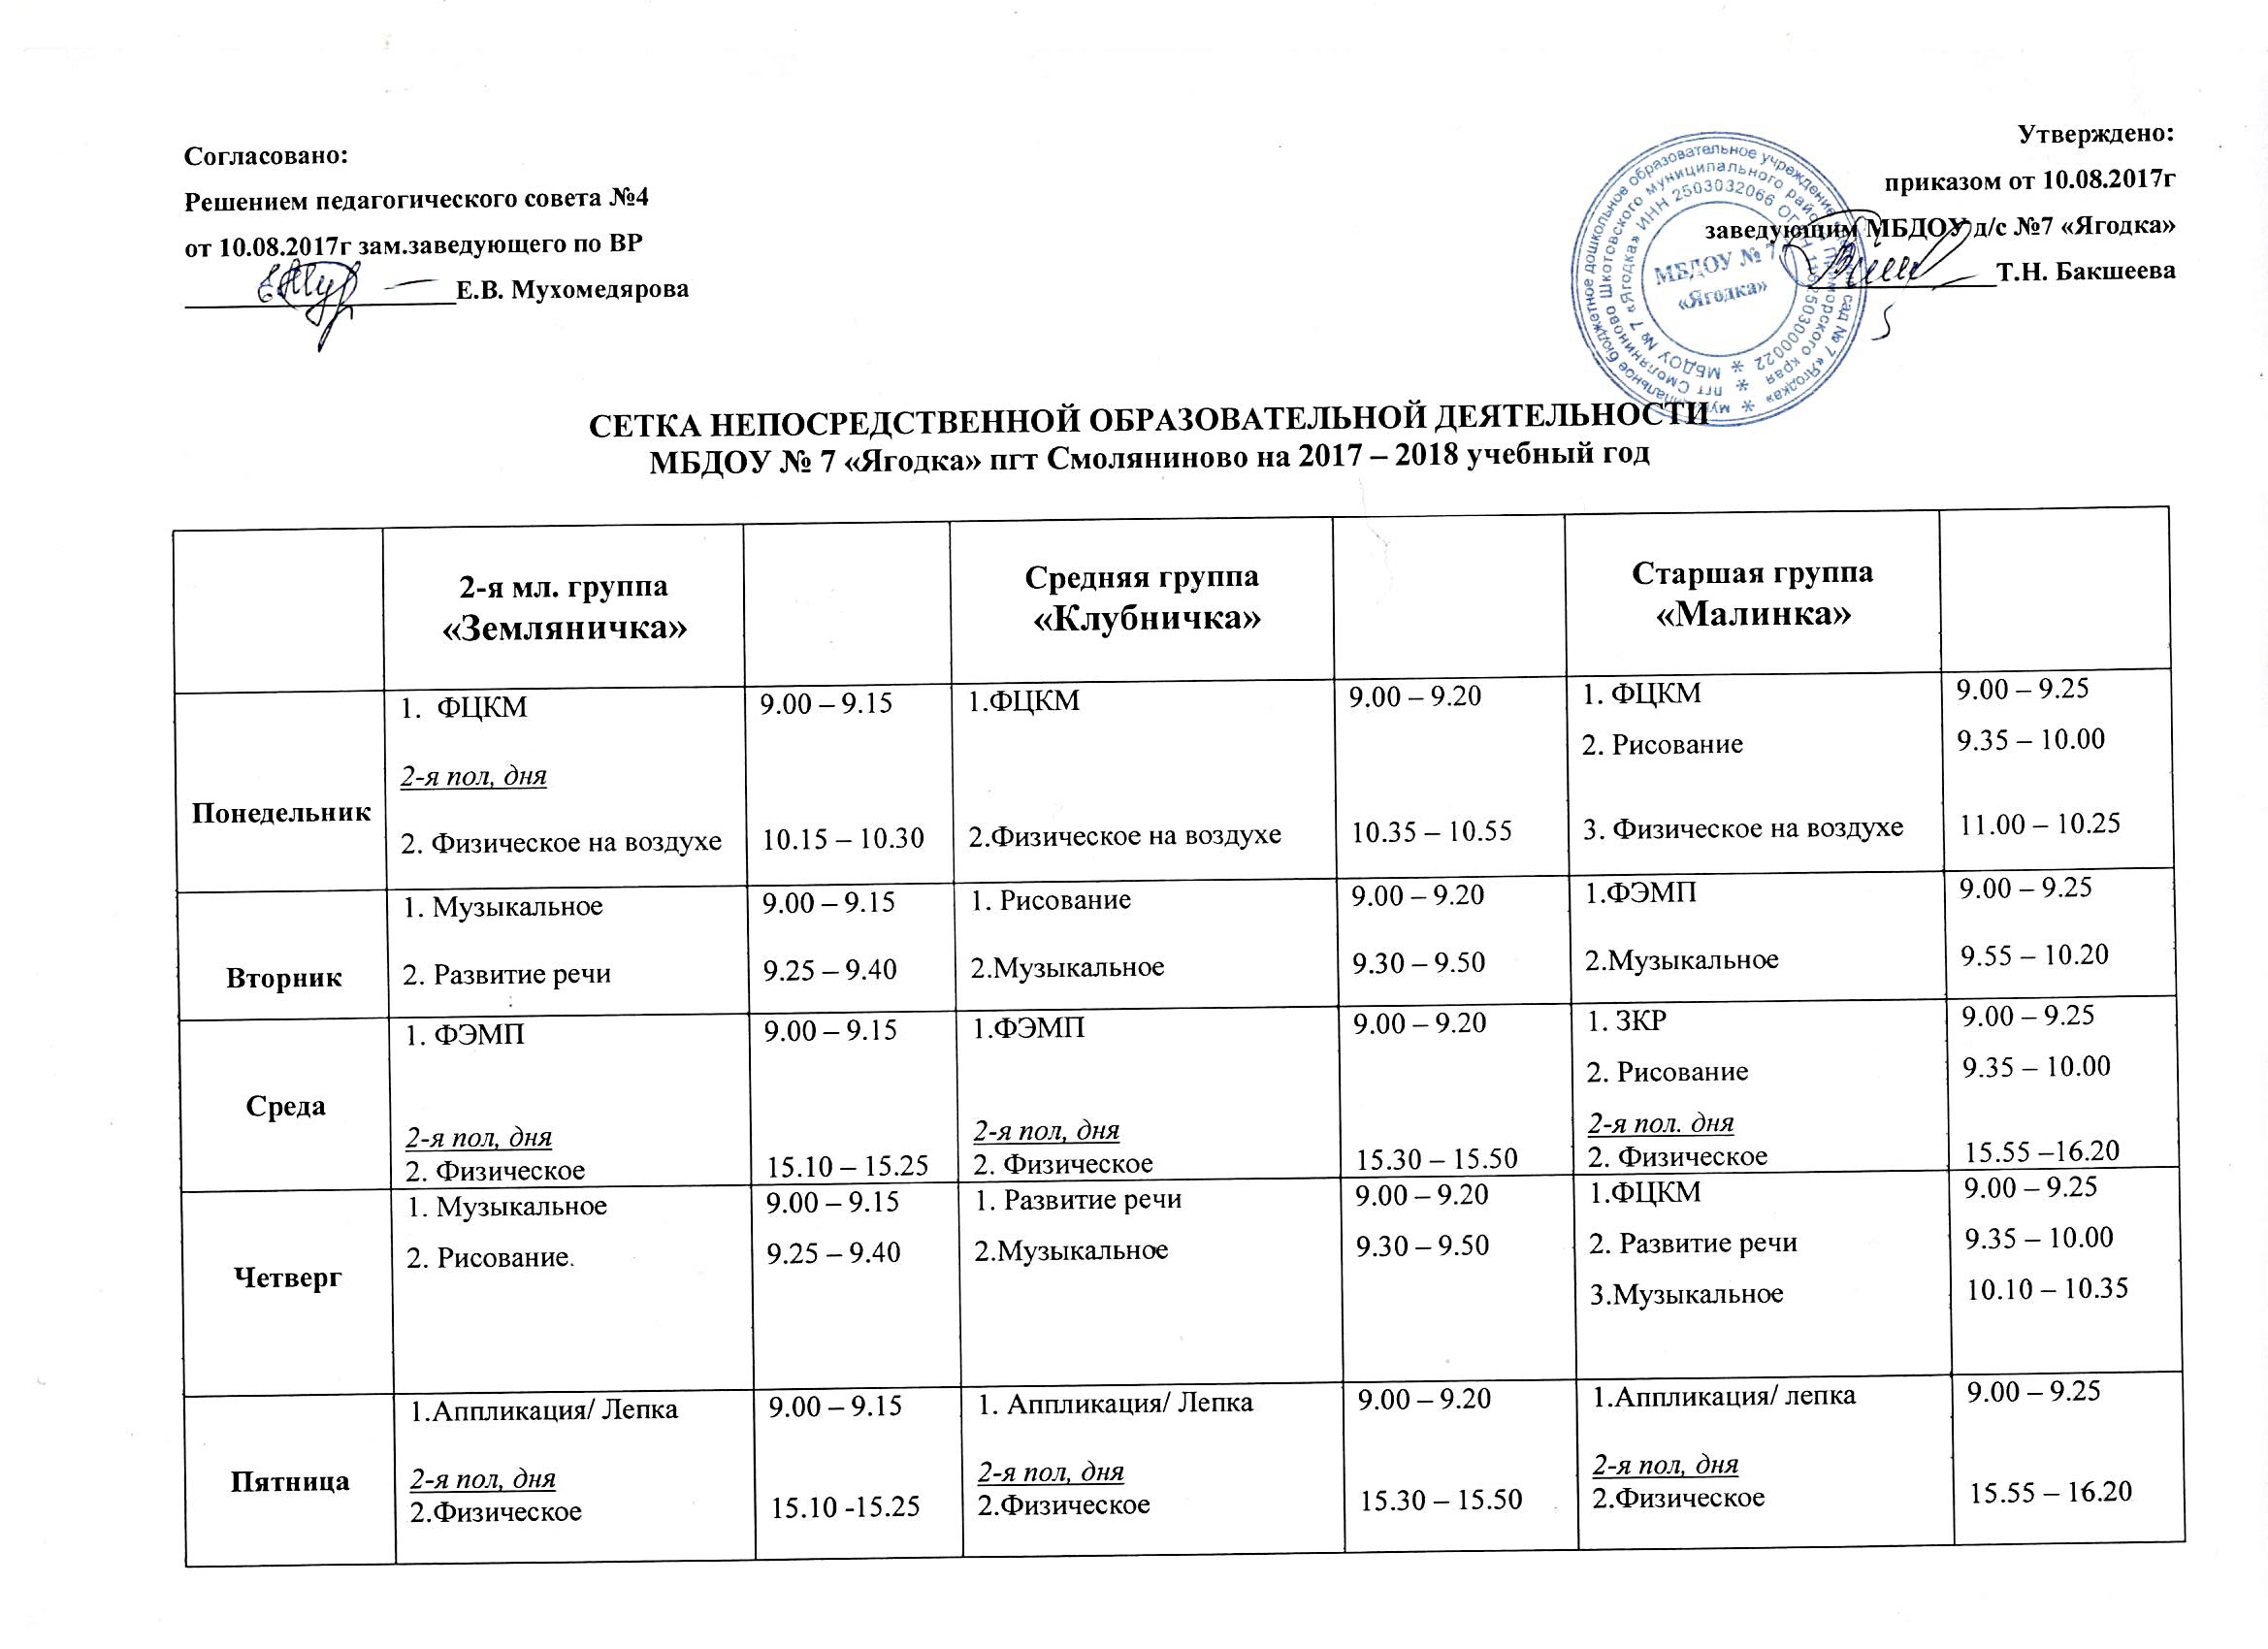 Согласовано:
Решением педагогического совета №4
от 10.08.2017г зам.заведующего по ВР
Е.В. Мухомедярова
Утверждено:
приказом от 10.08.2017г
заведующим МБДОУ д/с №7 «Ягодка»
Т.Н. Бакшеева
МБДОУ № 7
«Ягодка»
СЕТКА НЕПОСРЕДСТВЕННОЙ ОБРАЗОВАТЕЛЬНОЙ ДЕЯТЕЛЬНОСТИ
МБДОУ № 7 «Ягодка» пгт Смоляниново на 2017 – 2018 учебный год
2-я мл. группа
«Земляничка»
Средняя группа
«Клубничка»
Старшая группа
«Малинка»
Понедельник
1. ФЦКМ
2-я пол, дня
2. Физическое на воздухе
9.00 – 9.15
10.15 – 10.30
1.ФЦКМ
2.Физическое на воздухе
9.00 – 9.20
10.35 – 10.55
1. ФЦКМ
2. Рисование
3. Физическое на воздухе
9.00 – 9.25
9.35 – 10.00
11.00 – 10.25
Вторник
1. Музыкальное
2. Развитие речи
9.00 – 9.15
9.25 – 9.40
1. Рисование
2.Музыкальное
9.00 – 9.20
9.30 – 9.50
1.ФЭМП
2.Музыкальное
9.00 – 9.25
9.55 – 10.20
Среда
1. ФЭМП
2-я пол, дня
2. Физическое
9.00 – 9.15
15.10 – 15.25
1.ФЭМП
2-я пол, дня
2. Физическое
9.00 – 9.20
15.30 – 15.50
1. ЗКР
2. Рисование
2-я пол. дня
2. Физическое
9.00 – 9.25
9.35 – 10.00
15.55 –16.20
Четверг
1. Музыкальное
2. Рисование.
9.00 – 9.15
9.25 – 9.40
1. Развитие речи
2.Музыкальное
9.00 – 9.20
9.30 – 9.50
1.ФЦКМ
2. Развитие речи
3.Музыкальное
9.00 – 9.25
9.35 – 10.00
10.10 – 10.35
Пятница
1.Аппликация/ Лепка
2-я пол, дня
2.Физическое
9.00 – 9.15
15.10 -15.25
1. Аппликация/ Лепка
2-я пол, дня
2.Физическое
9.00 – 9.20
15.30 – 15.50
1.Аппликация/ лепка
2-я пол, дня
2.Физическое
9.00 – 9.25
15.55 – 16.20